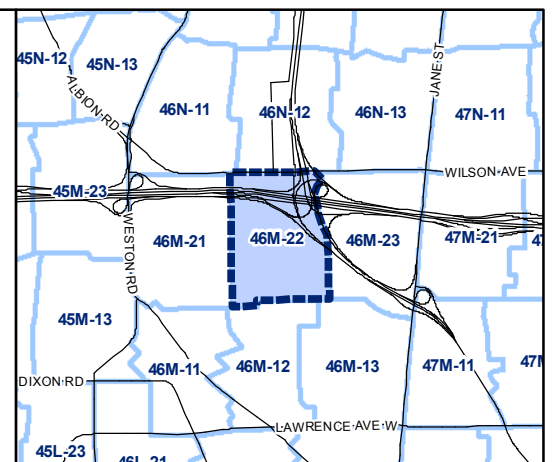 45N-12
45N-13
JANE ST
ALBION RD
46N-11
46N-12
46N-13
47N-11
WILSON AVE
45M-23
WESTON RD
46M-21
46M-22
46M-23
47M-21
45M-13
46M-11
46M-12
46M-13
47M-11
DIXON RD
LAWRENCE AVE W
45L-23
46L-21